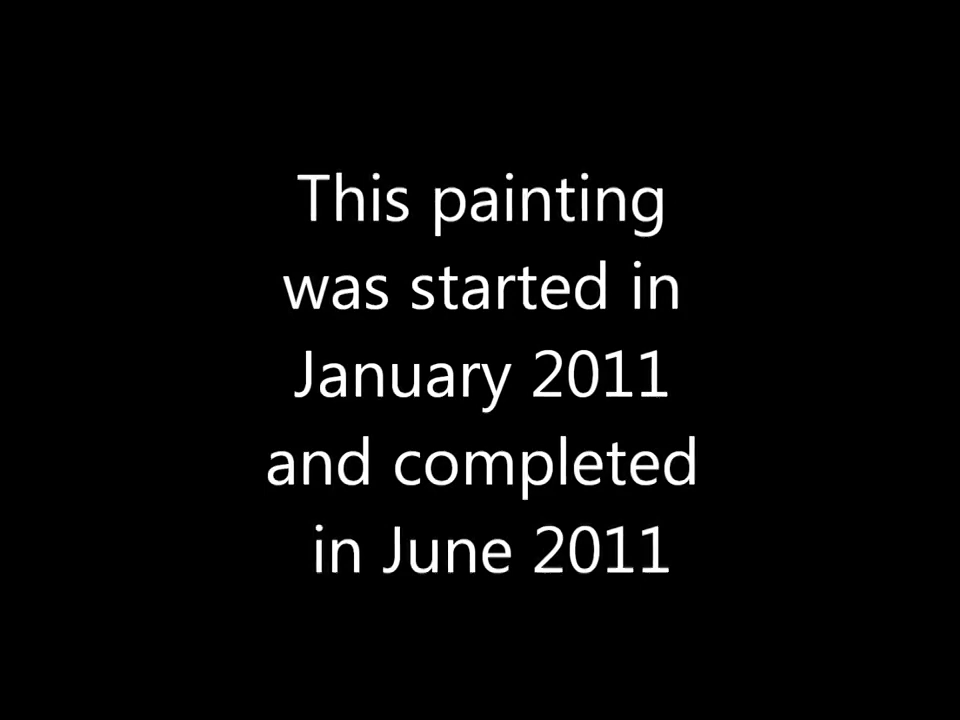 This painting
was started in
January 2011
and completed
in June 2011